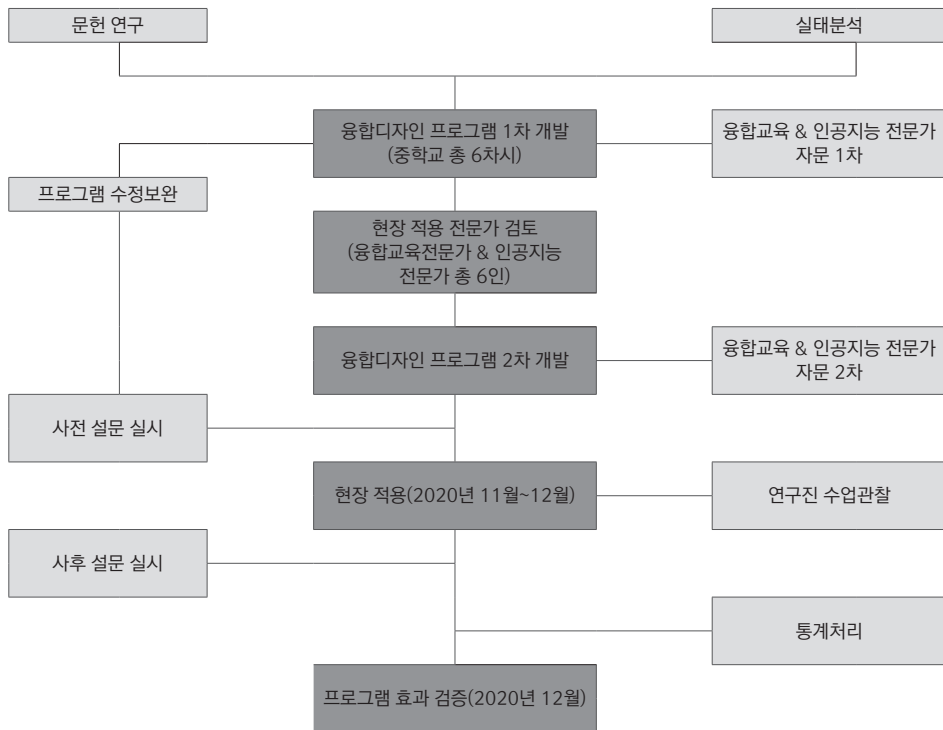 문헌 연구
실태분석
융합디자인 프로그램 1차 개발
(중학교 총 6차시)
융합교육 & 인공지능 전문가
자문 1차
프로그램 수정보완
현장 적용 전문가 검토
(융합교육전문가 & 인공지능
전문가 총 6인)
융합디자인 프로그램 2차 개발
융합교육 & 인공지능 전문가
자문 2차
사전 설문 실시
현장 적용(2020년 11월~12월)
연구진 수업관찰
사후 설문 실시
통계처리
프로그램 효과 검증(2020년 12월)